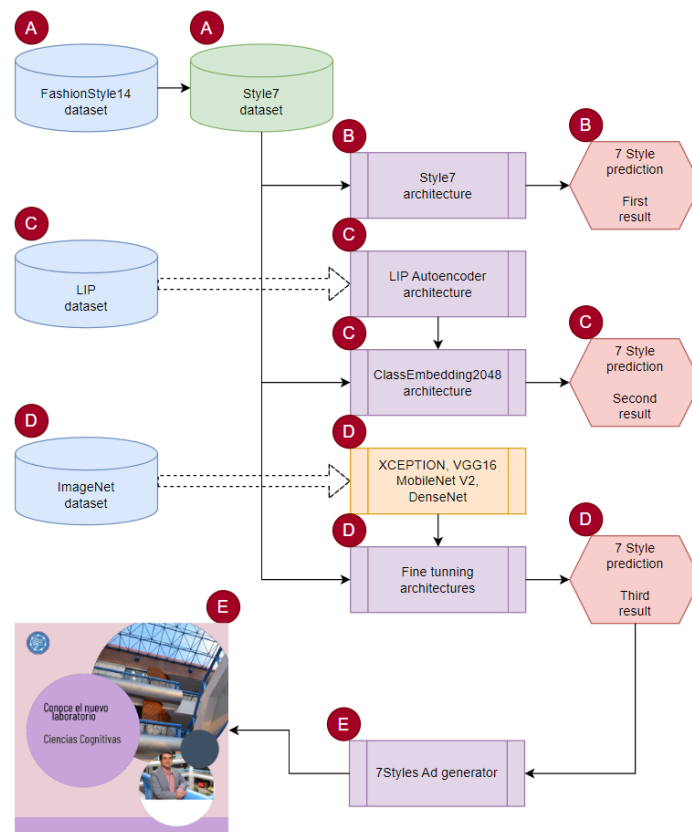 A
A
FashionStyle14
dataset
Style7
dataset
B
Style7
architecture
B
7 Style
prediction
First
result
C
LIP
dataset
C
LIP Autoencoder
architecture
C
ClassEmbedding2048
architecture
C
7 Style
prediction
Second
result
D
ImageNet
dataset
D
XCEPTION, VGG16
MobileNet V2,
DenseNet
D
Fine tunning
architectures
D
7 Style
prediction
Third
result
E
Conoce el nuevo
laboratorio
Ciencias Cognitivas
E
7Styles Ad generator